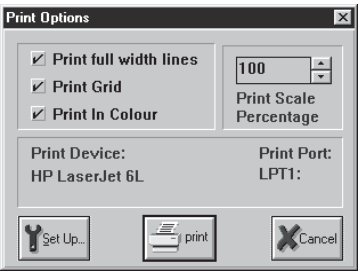 Print Options
Print full width lines
Print Grid
Print In Colour
100
Print Scale
Percentage
Print Device:
HP LaserJet 6L
Print Port:
LPT1:
Set Up...
print
Cancel